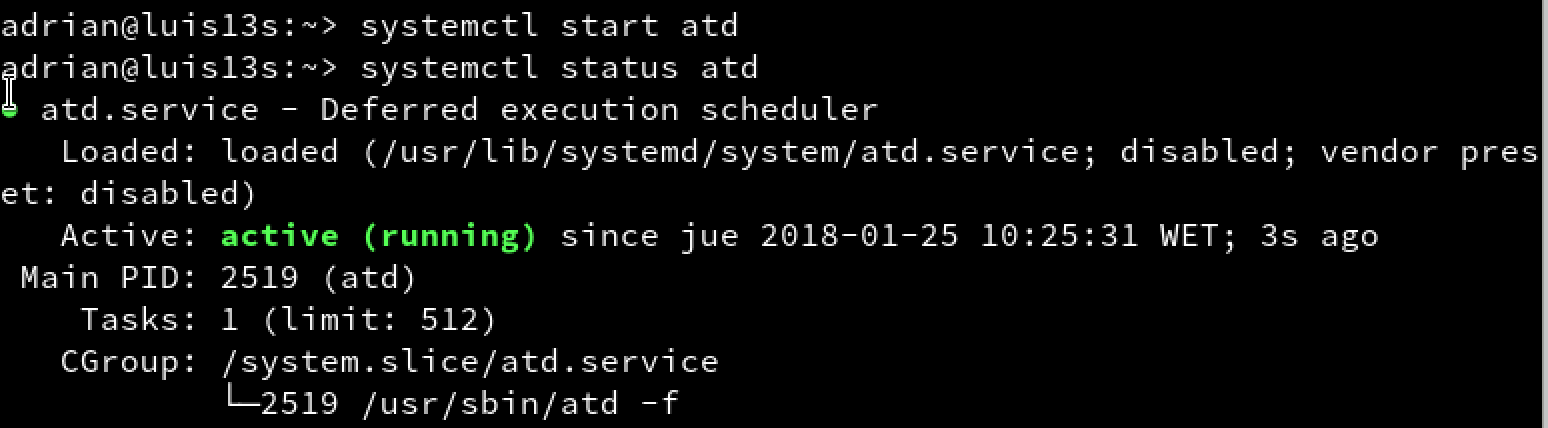 adrian@luis13s:~> systemctl start atd
adrian@luis13s:~> systemctl status atd
● atd.service - Deferred execution scheduler
   Loaded: loaded (/usr/lib/systemd/system/atd.service; disabled; vendor pres
et: disabled)
   Active: active (running) since jue 2018-01-25 10:25:31 WET; 3s ago
 Main PID: 2519 (atd)
    Tasks: 1 (limit: 512)
   CGroup: /system.slice/atd.service
           └─2519 /usr/sbin/atd -f